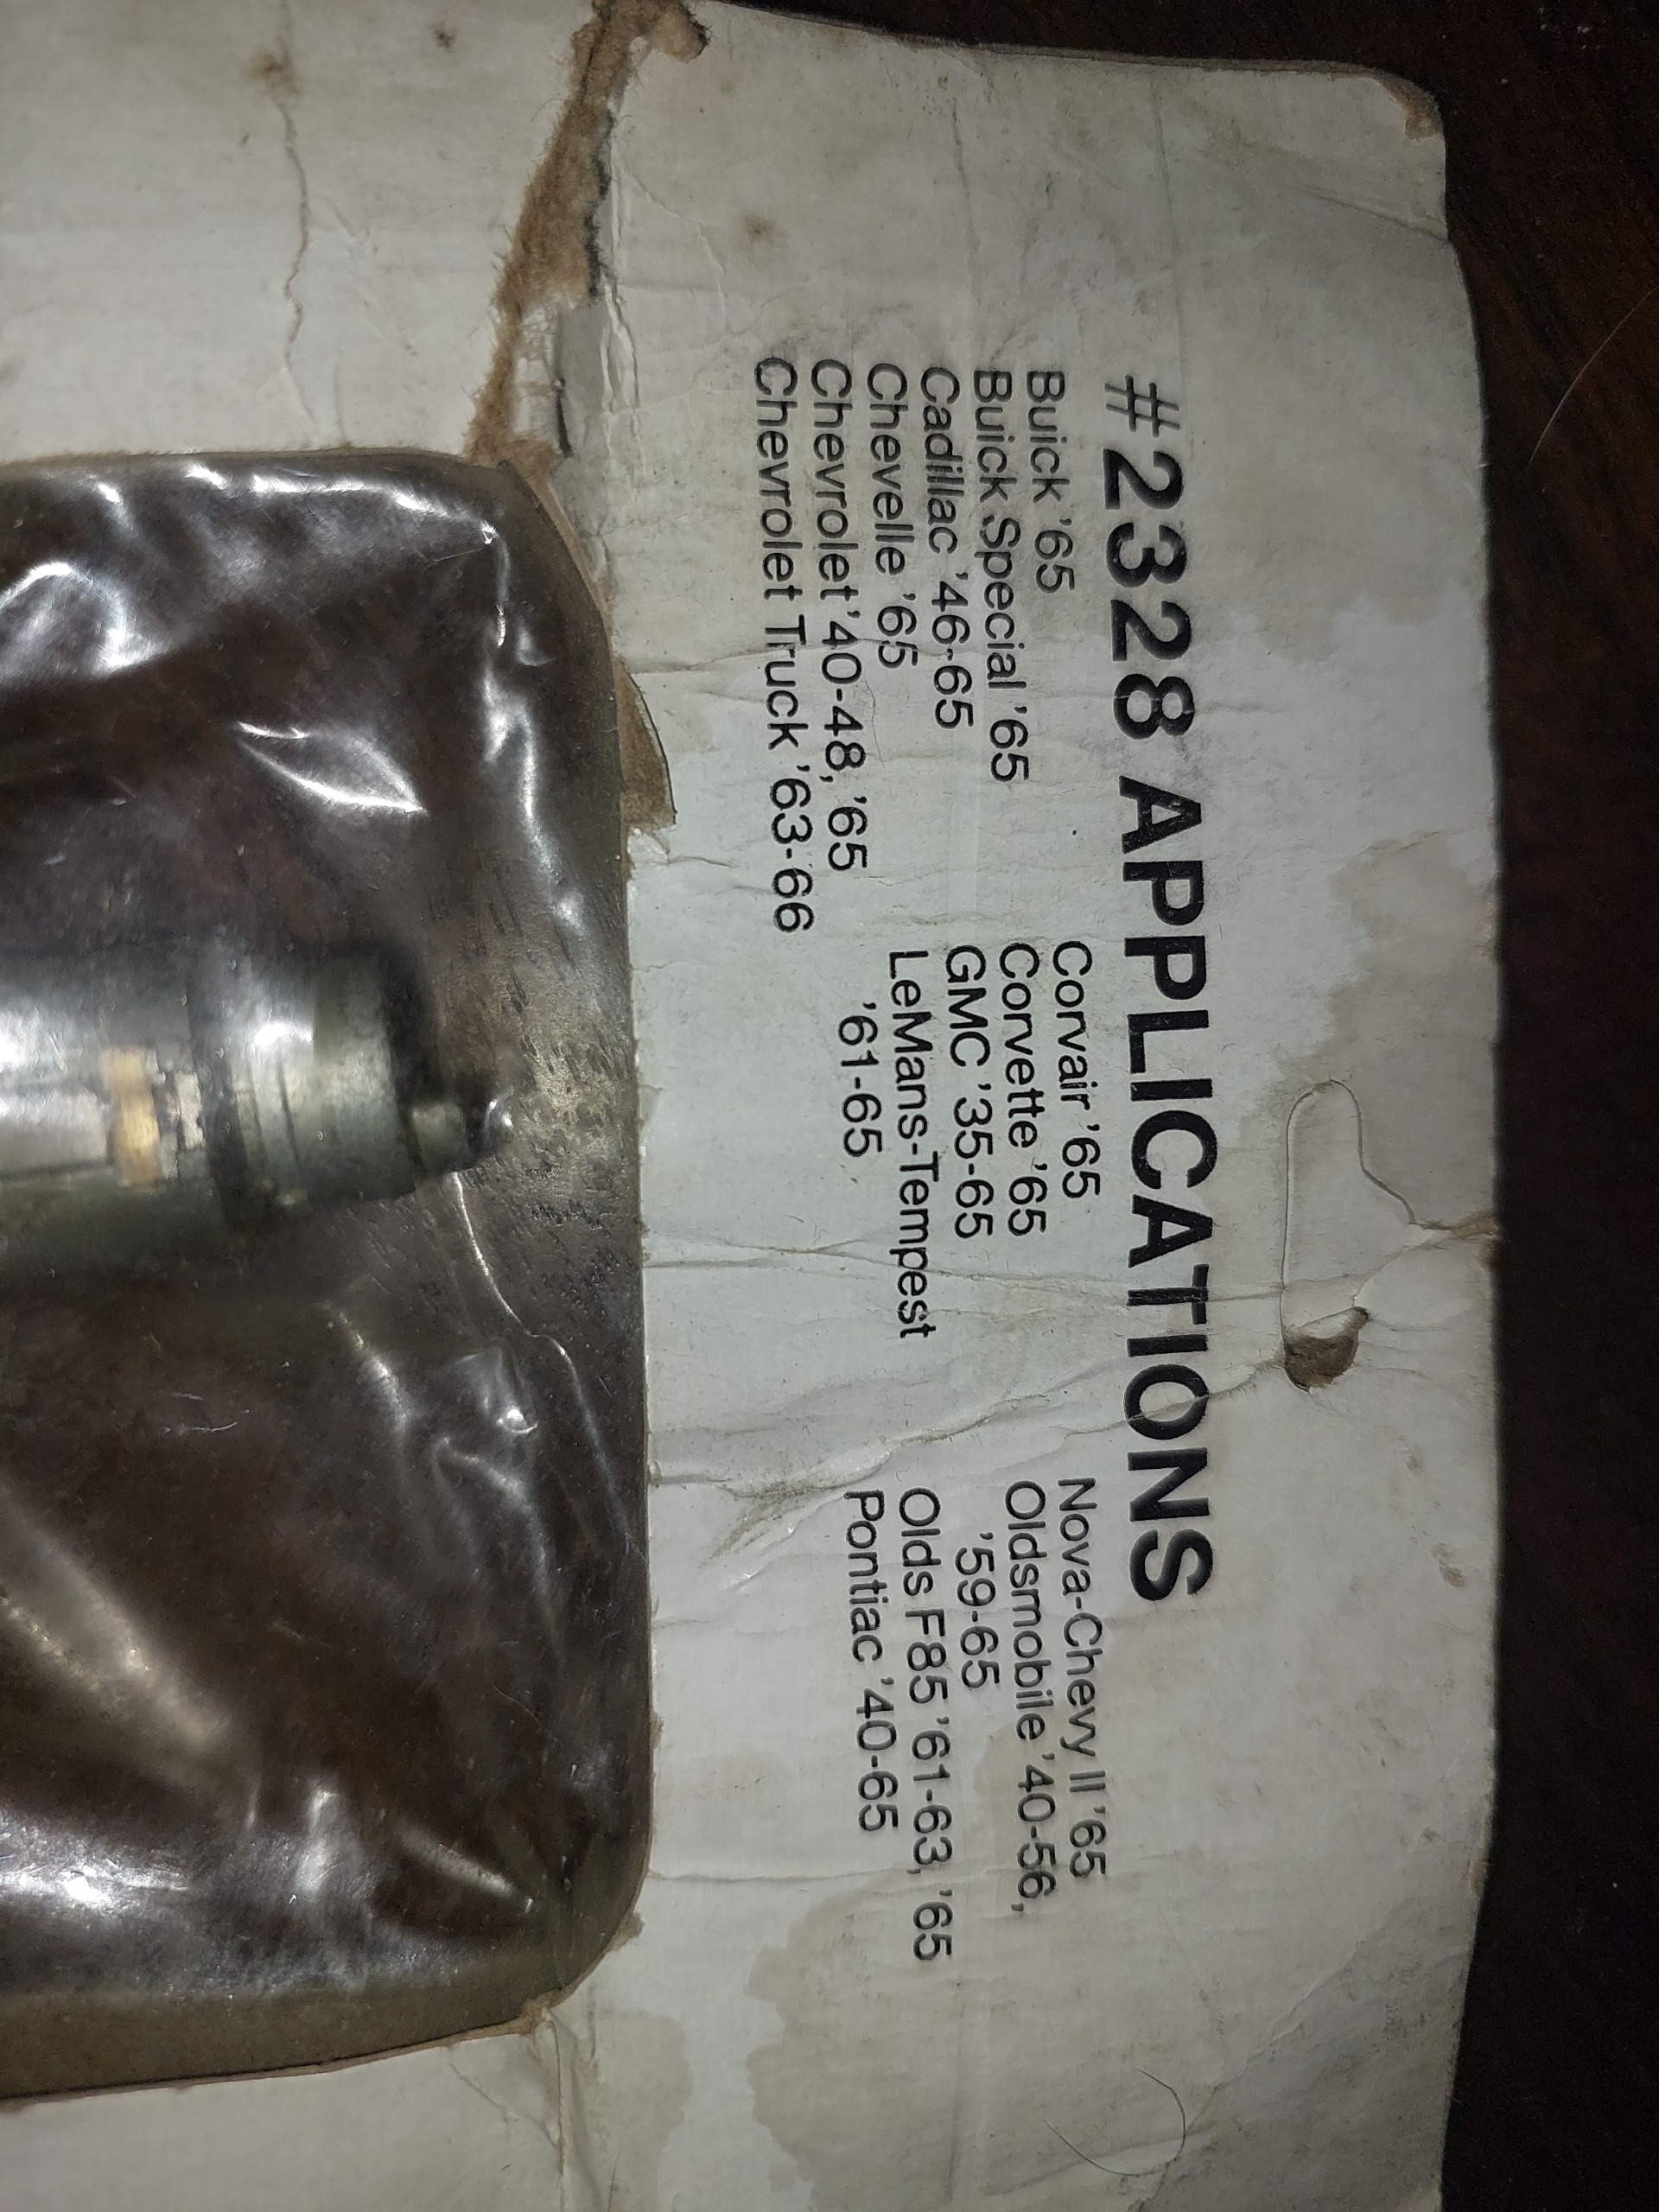 #2328 APPLICATIONS
Buick '65
Buick Special '65
Cadillac '46-65
Chevelle '65
Chevrolet '40-48, '65
Chevrolet Truck '63-66
Corvair '65
Corvette '65
GMC '35-65
LeMans-Tempest
'61-65
Nova-Chevy II '65
Oldsmobile '40-56,
'59-65
Olds F85 '61-63, '65
Pontiac '40-65